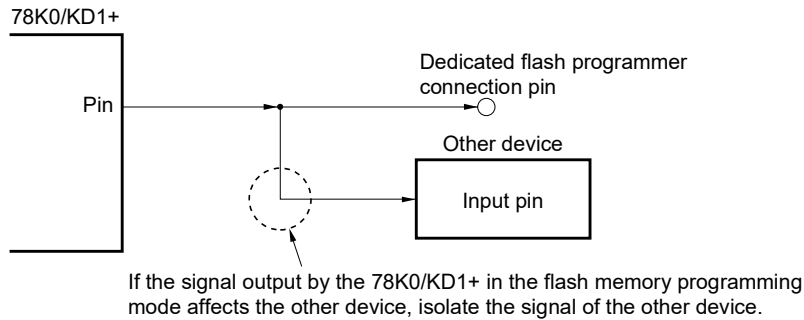 78K0/KD1+
Dedicated flash programmer
connection pin
Pin
Other device
Input pin
If the signal output by the 78K0/KD1+ in the flash memory programming
mode affects the other device, isolate the signal of the other device.